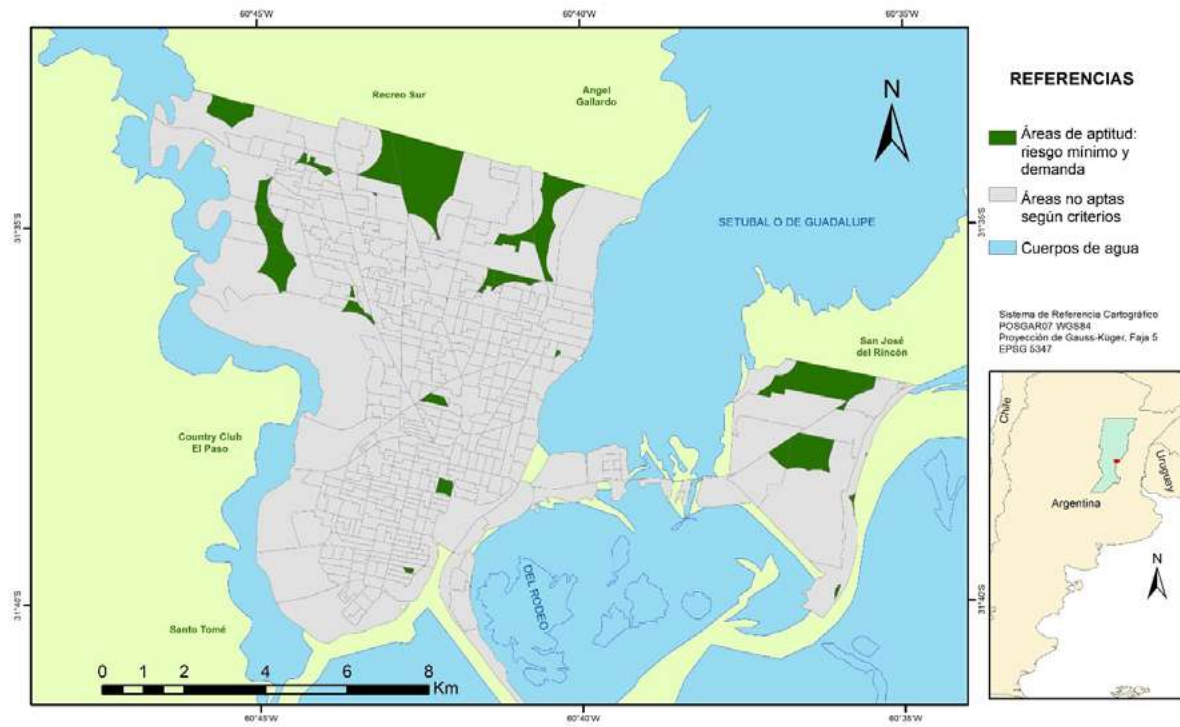 60°45'W
60°40'W
60°35'W
Recreo Sur
Angel
Gallardo
N
SETUBAL O DE GUADALUPE
31°35'S
31°35'S
San José
del Rincón
Country Club
El Paso
DEL RODEO
31°40'S
31°40'S
Santo Tomé
0 1 2 4 6 8
Km
60°45'W
60°40'W
60°35'W
REFERENCIAS
Áreas de aptitud:
riesgo mínimo y
demanda
Áreas no aptas
según criterios
Cuerpos de agua
Sistema de Referencia Cartográfico
POSGAR07 WGS84
Proyección de Gauss-Küger, Faja 5
EPSG 5347
Chile
Uruguay
Argentina
N